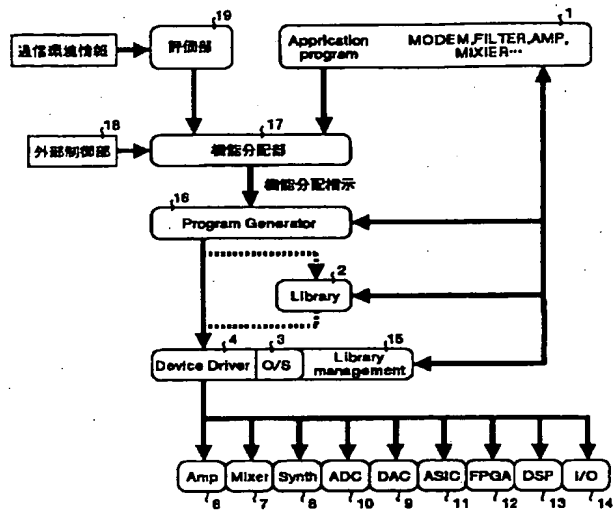 19
1
通信環境情報
評価部
Application program
MODEM,FILTER,AMP, MIXIER…
18
17
外部制御部
機能分配部
機能分配指示
16
Program Generator
2
Library
4
3
15
Device Driver
O/S
Library management
Amp
Mixer
Synth
ADC
DAC
ASIC
FPGA
DSP
I/O
6
7
8
10
9
11
12
13
14